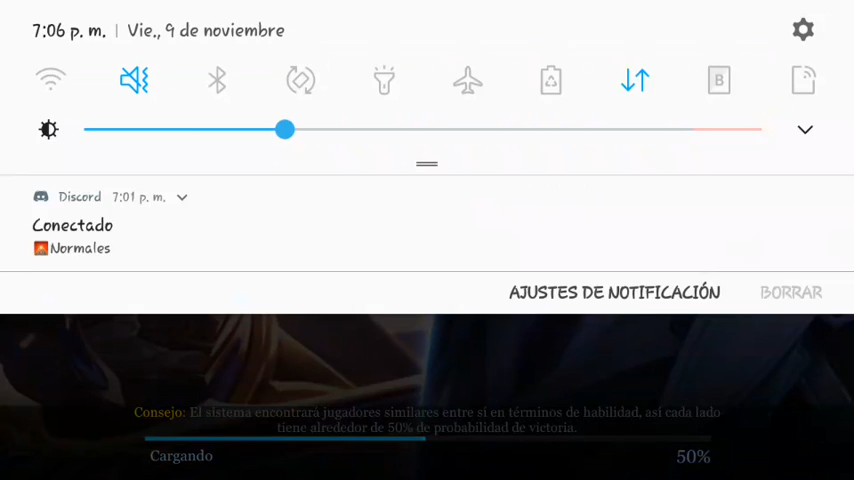 7:06 p. m. | Vie., 9 de noviembre
B
Discord 7:01 p. m.
Conectado
Normales
AJUSTES DE NOTIFICACIÓN BORRAR
Consejo: El sistema encontrará jugadores similares entre sí en términos de habilidad, así cada lado
tiene alrededor de 50% de probabilidad de victoria.
Cargando 50%